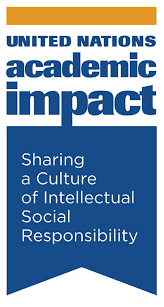 UNITED NATIONS
academic
impact
Sharing
a Culture
of Intellectual
Social
Responsibility